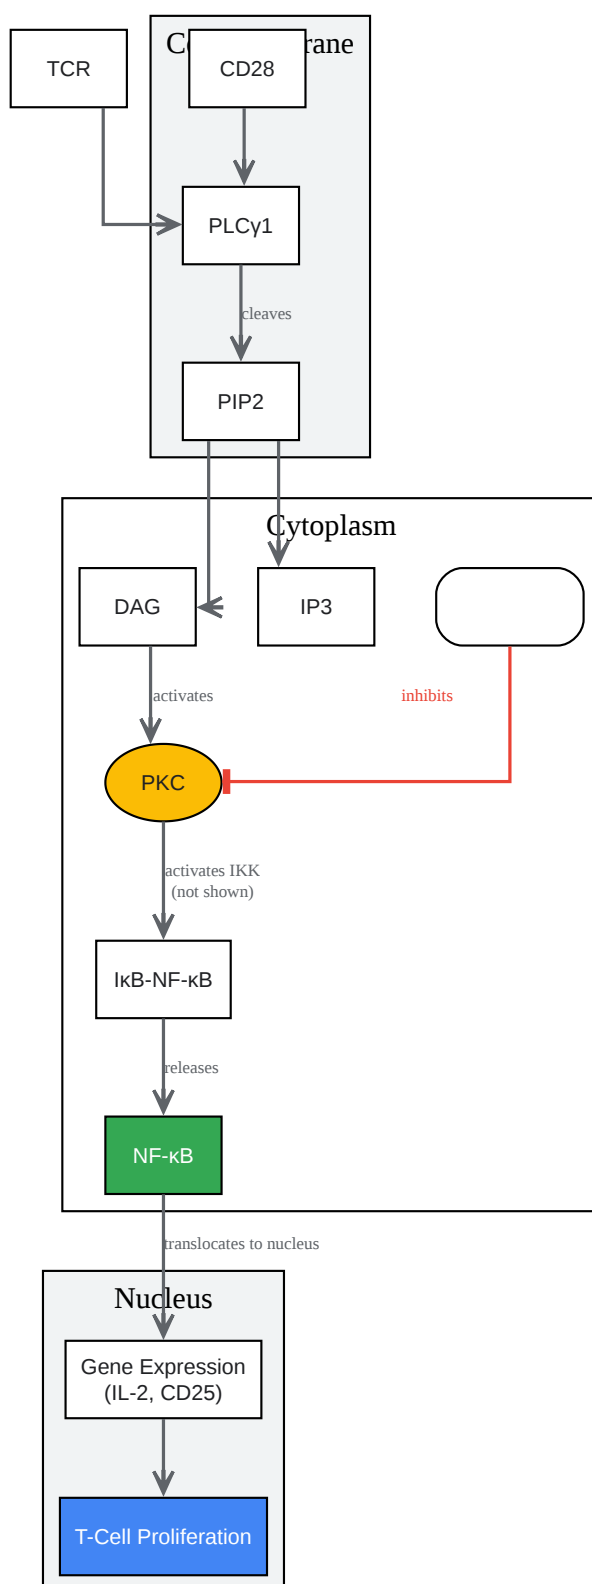 TCR
CD28
PLCγ1
cleaves
PIP2
Cytoplasm
DAG
IP3
activates
inhibits
PKC
activates IKK
(not shown)
IκB-NF-κB
releases
NF-κB
translocates to nucleus
Nucleus
Gene Expression
(IL-2, CD25)
T-Cell Proliferation